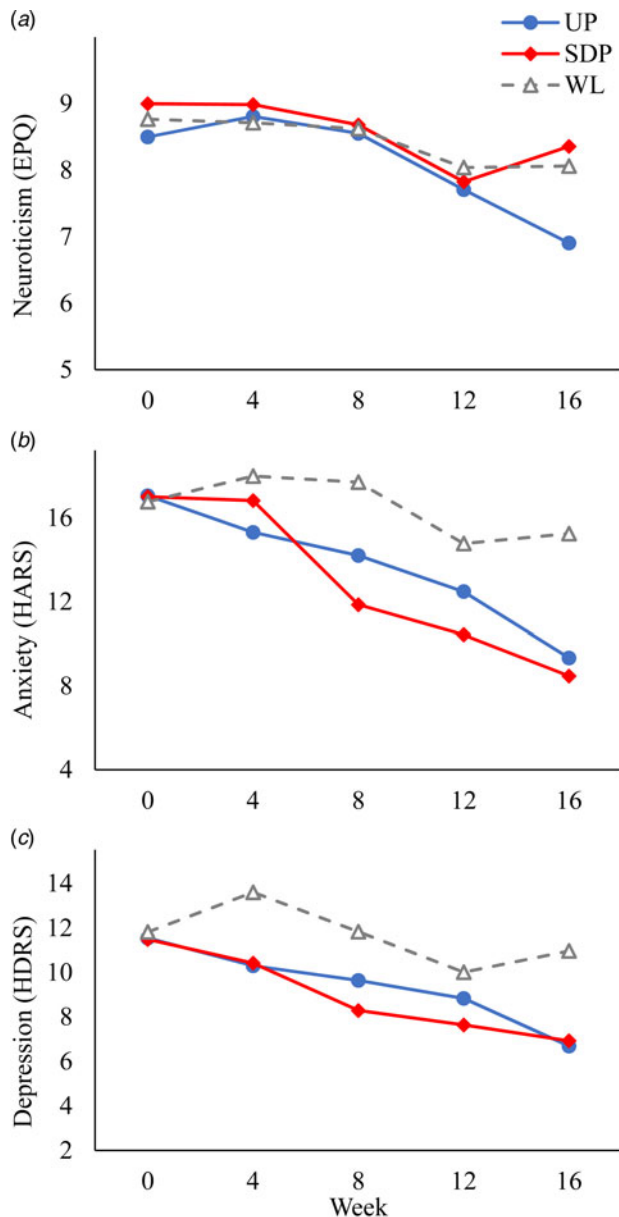 (a)
UP
SDP
WL
Neuroticism (EPQ)
9
8
7
6
5
0 4 8 12 16
(b)
Anxiety (HARS)
16
12
8
4
0 4 8 12 16
(c)
Depression (HDRS)
14
12
10
8
6
4
2
0 4 8 12 16
Week